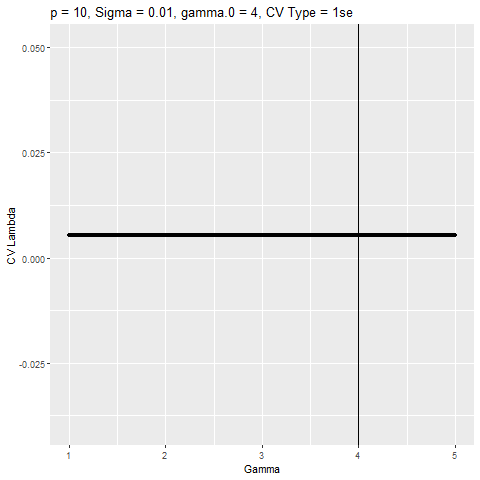 p = 10, Sigma = 0.01, gamma.0 = 4, CV Type = 1se
0.050
0.025
0.000
-0.025
CV Lambda
1 2 3 4 5
Gamma